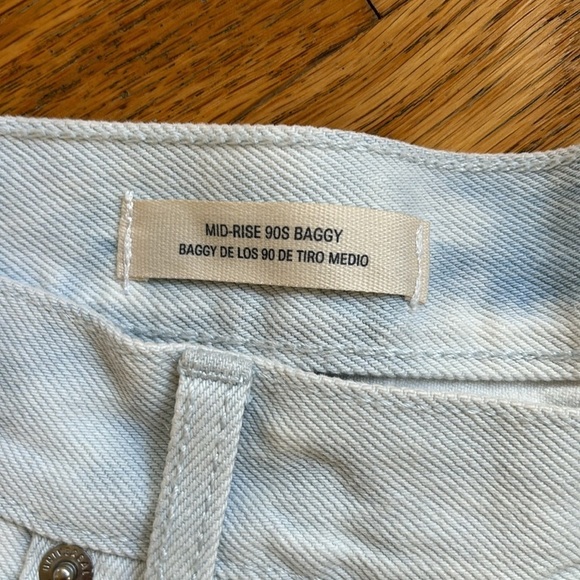 MID-RISE 90S BAGGY
BAGGY DE LOS 90 DE TIRO MEDIO